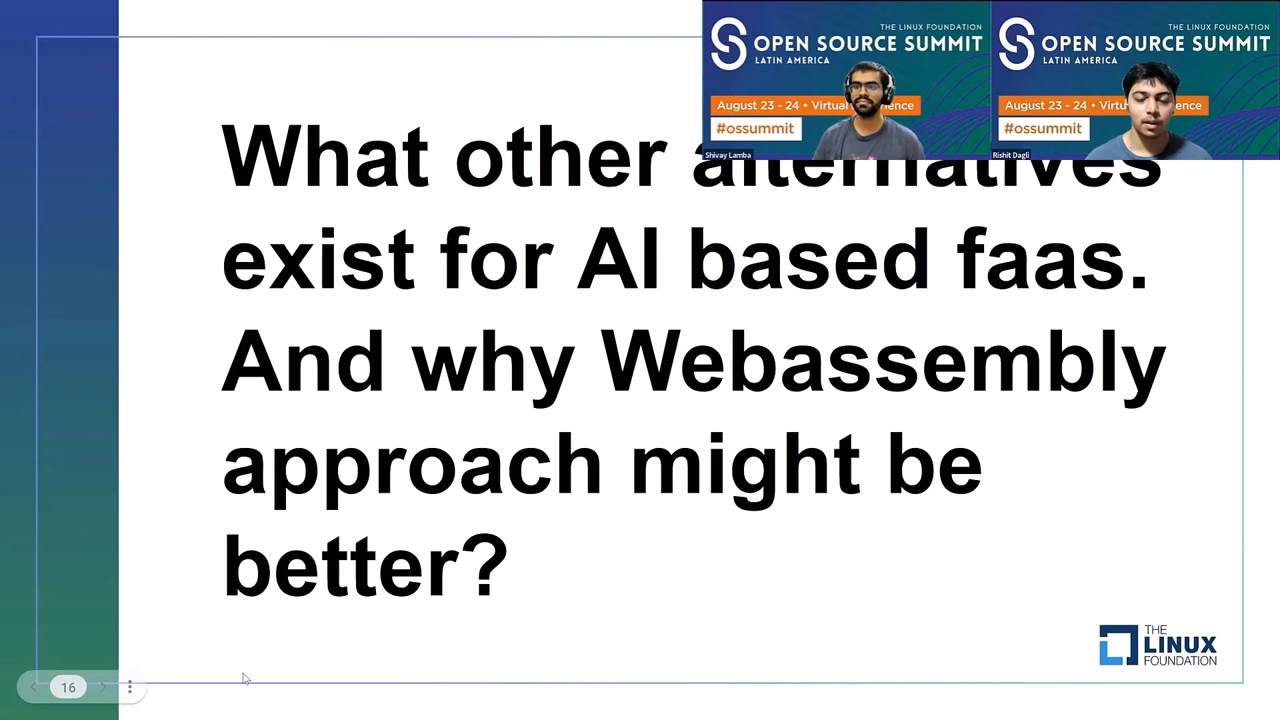 THE LINUX FOUNDATION
OPEN SOURCE SUMMIT
LATIN AMERICA
August 23 - 24 • Virtual
#ossummit
Shivay Lamba
THE LINUX FOUNDATION
OPEN SOURCE SUMMIT
LATIN AMERICA
August 23 - 24 •
#ossummit
Rishit Dagli
What other alternatives
exist for AI based faas.
And why Webassembly
approach might be
better?
THE
LINUX
FOUNDATION
16